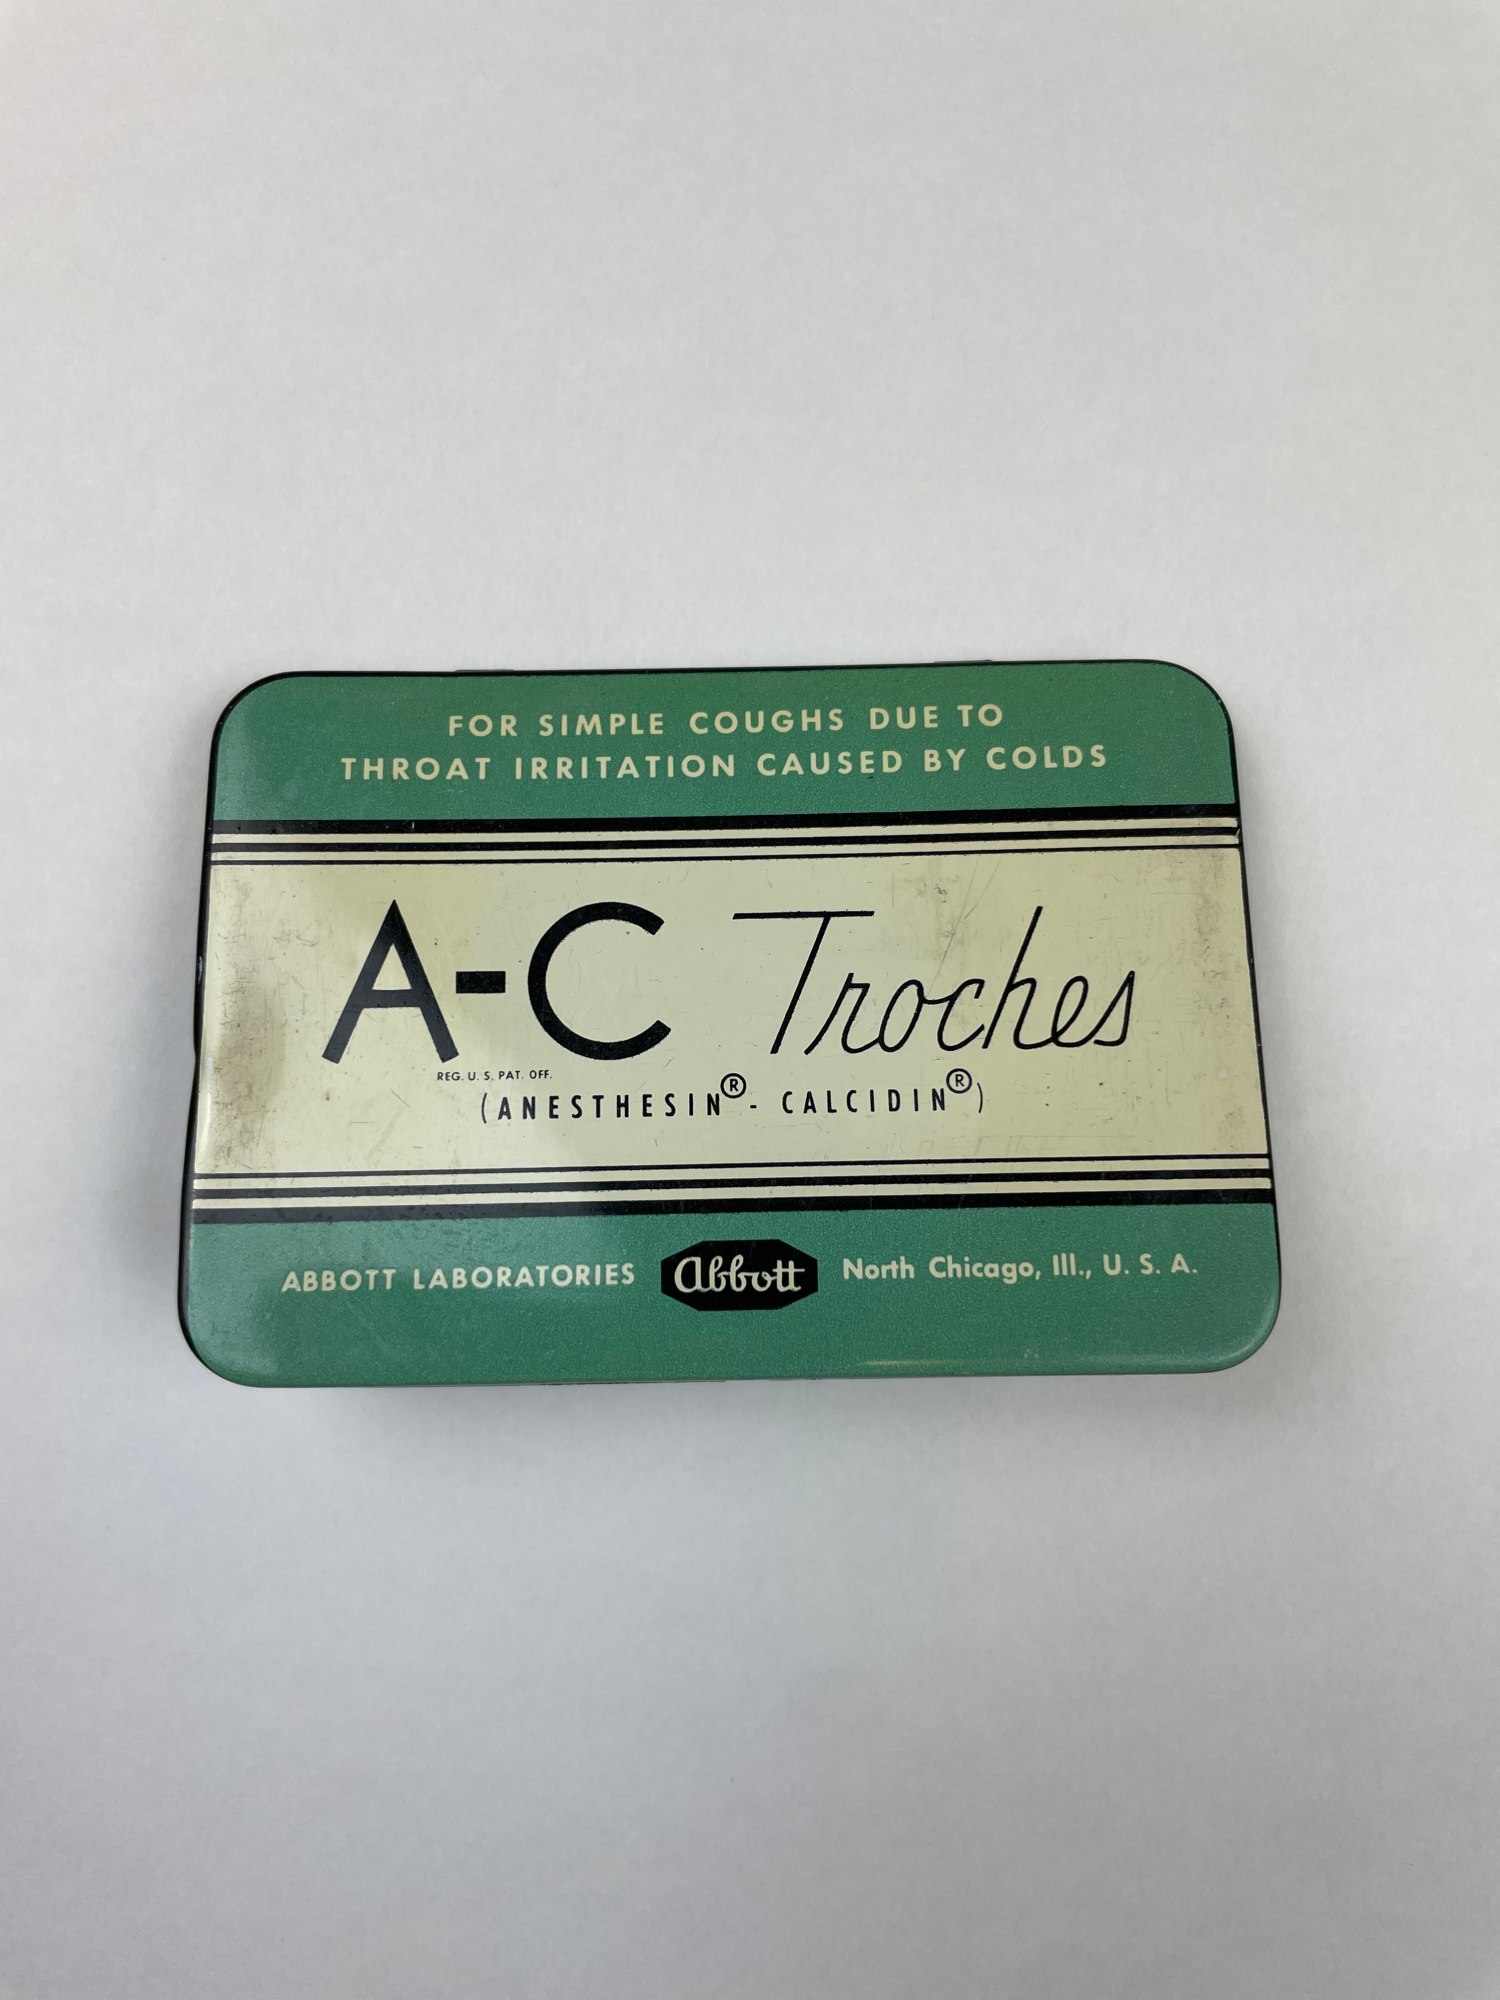 FOR SIMPLE COUGHS DUE TO
THROAT IRRITATION CAUSED BY COLDS
A-C Troches
REG. U. S. PAT. OFF.
(ANESTHESIN® - CALCIDIN®)
ABBOTT LABORATORIES abbott North Chicago, Ill., U. S. A.